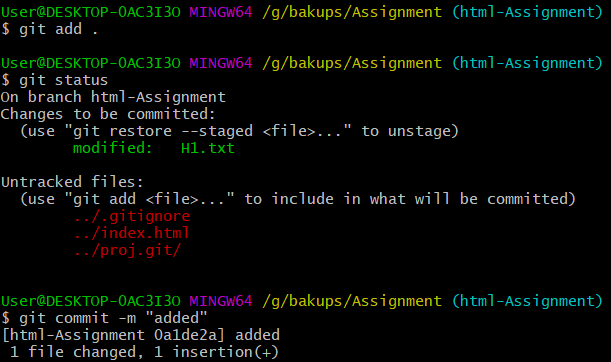 User@DESKTOP-0AC3I3O MINGW64 /g/bakups/Assignment (html-Assignment)
$ git add .
User@DESKTOP-0AC3I3O MINGW64 /g/bakups/Assignment (html-Assignment)
$ git status
On branch html-Assignment
Changes to be committed:
  (use "git restore --staged <file>..." to unstage)
        modified:   H1.txt
Untracked files:
  (use "git add <file>..." to include in what will be committed)
        ../.gitignore
        ../index.html
        ../proj.git/
User@DESKTOP-0AC3I3O MINGW64 /g/bakups/Assignment (html-Assignment)
$ git commit -m "added"
[html-Assignment 0a1de2a] added
 1 file changed, 1 insertion(+)